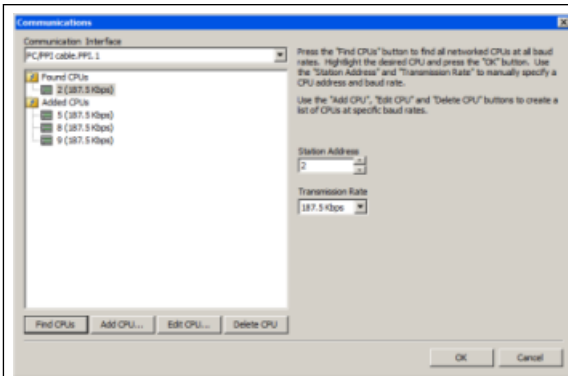 Communications
Communication Interface
PC/PPI cable.PPI.1
Press the "Find CPUs" button to find all networked CPUs at all baud
rates. Highlight the desired CPU and press the "OK" button. Use
the "Station Address" and "Transmission Rate" to manually specify a
CPU address and baud rate.
Use the "Add CPU", "Edit CPU" and "Delete CPU" buttons to create a
list of CPUs at specific baud rates.
Found CPUs
2 (187.5 Kbps)
Added CPUs
5 (187.5 Kbps)
8 (187.5 Kbps)
9 (187.5 Kbps)
Station Address
2
Transmission Rate
187.5 Kbps
Find CPUs
Add CPU...
Edit CPU...
Delete CPU
OK
Cancel